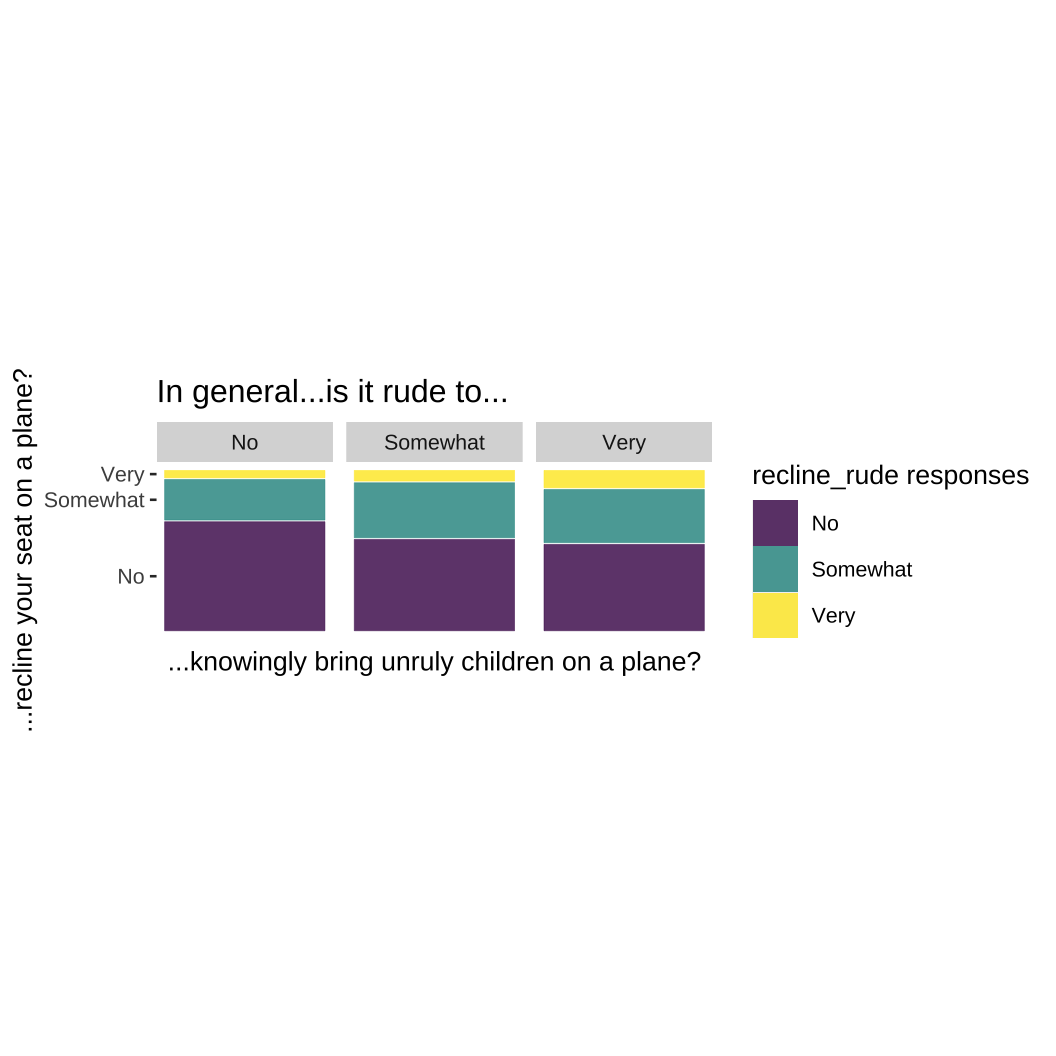 In general...is it rude to...
No
Somewhat
Very
...recline your seat on a plane?
Very
Somewhat
No
...knowingly bring unruly children on a plane?
recline_rude responses
No
Somewhat
Very